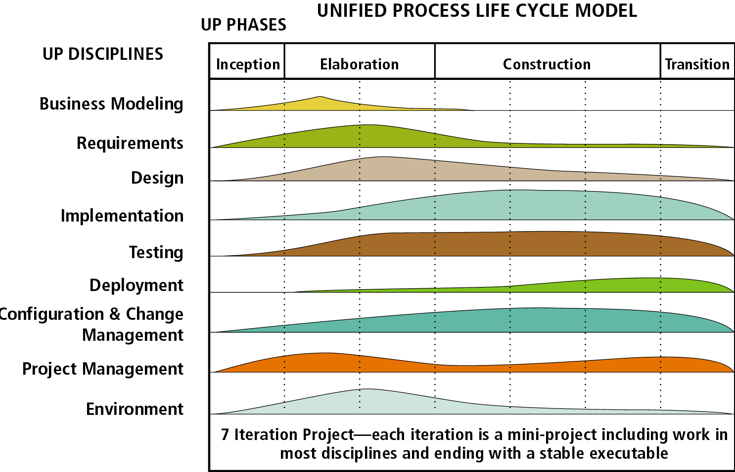 UNIFIED PROCESS LIFE CYCLE MODEL
UP PHASES
UP DISCIPLINES
Inception
Elaboration
Construction
Transition
Business Modeling
Requirements
Design
Implementation
Testing
Deployment
Configuration & Change
Management
Project Management
Environment
7 Iteration Project—each iteration is a mini-project including work in
most disciplines and ending with a stable executable